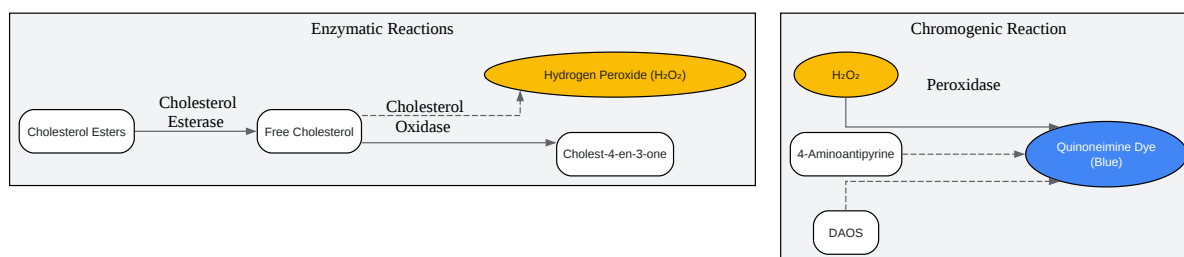 Enzymatic Reactions
Hydrogen Peroxide (H₂O₂)
Cholesterol
Esterase
Cholesterol
Oxidase
Cholesterol Esters
Free Cholesterol
Cholest-4-en-3-one
Chromogenic Reaction
H₂O₂
Peroxidase
4-Aminoantipyrine
Quinoneimine Dye
(Blue)
DAOS